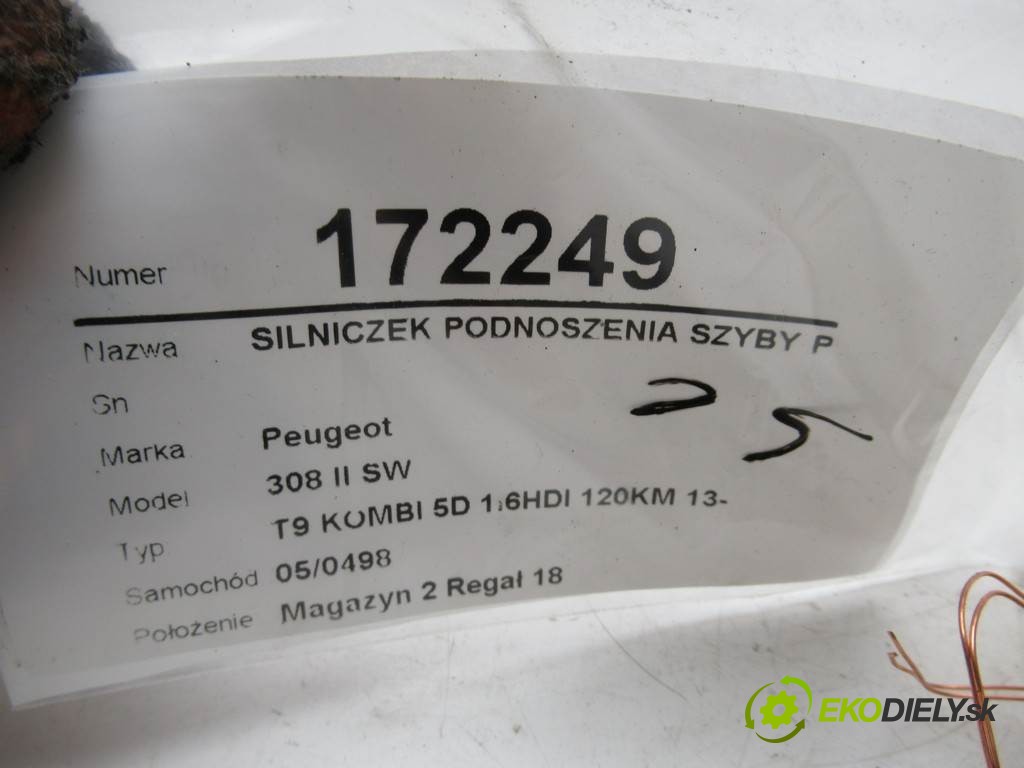 Numer 172249
Nazwa SILNICZEK PODNOSZENIA SZYBY P
Sn
Marka Peugeot
Model 308 II SW
Typ T9 KOMBI 5D 1.6HDI 120KM 13-
Samochód 05/0498
Położenie Magazyn 2 Regał 18
EKODIELY.sk